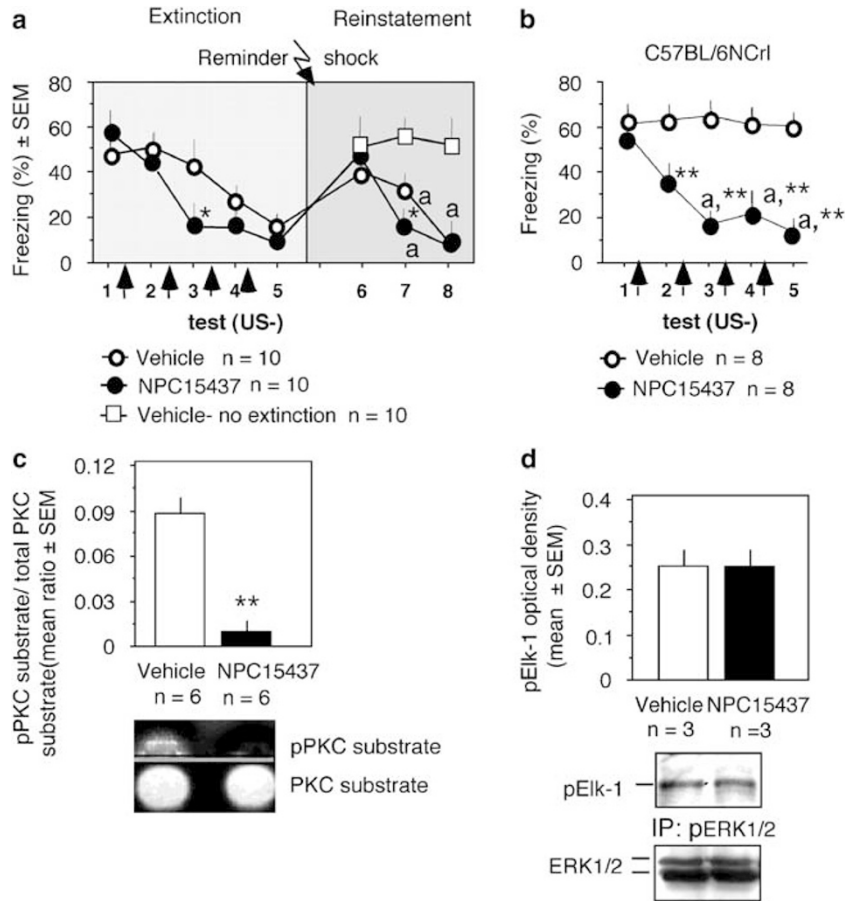 a
Extinction
Reinstatement
Reminder shock
Freezing (%) ± SEM
80
60
40
20
0
*
a
*
a
a
1 2 3 4 5 6 7 8
test (US-)
Vehicle n = 10
NPC15437 n = 10
Vehicle- no extinction n = 10
b
C57BL/6NCrl
Freezing (%)
80
60
40
20
0
**
a,**
a,**
a,**
1 2 3 4 5
test (US-)
Vehicle n = 8
NPC15437 n = 8
c
pPKC substrate/ total PKC
substrate(mean ratio ± SEM
0.12
0.09
0.06
0.03
0
**
Vehicle NPC15437
n = 6 n = 6
pPKC substrate
PKC substrate
d
pElk-1 optical density
(mean ± SEM)
0.4
0.3
0.2
0.1
0
Vehicle NPC15437
n = 3 n =3
pElk-1
IP: pERK1/2
ERK1/2